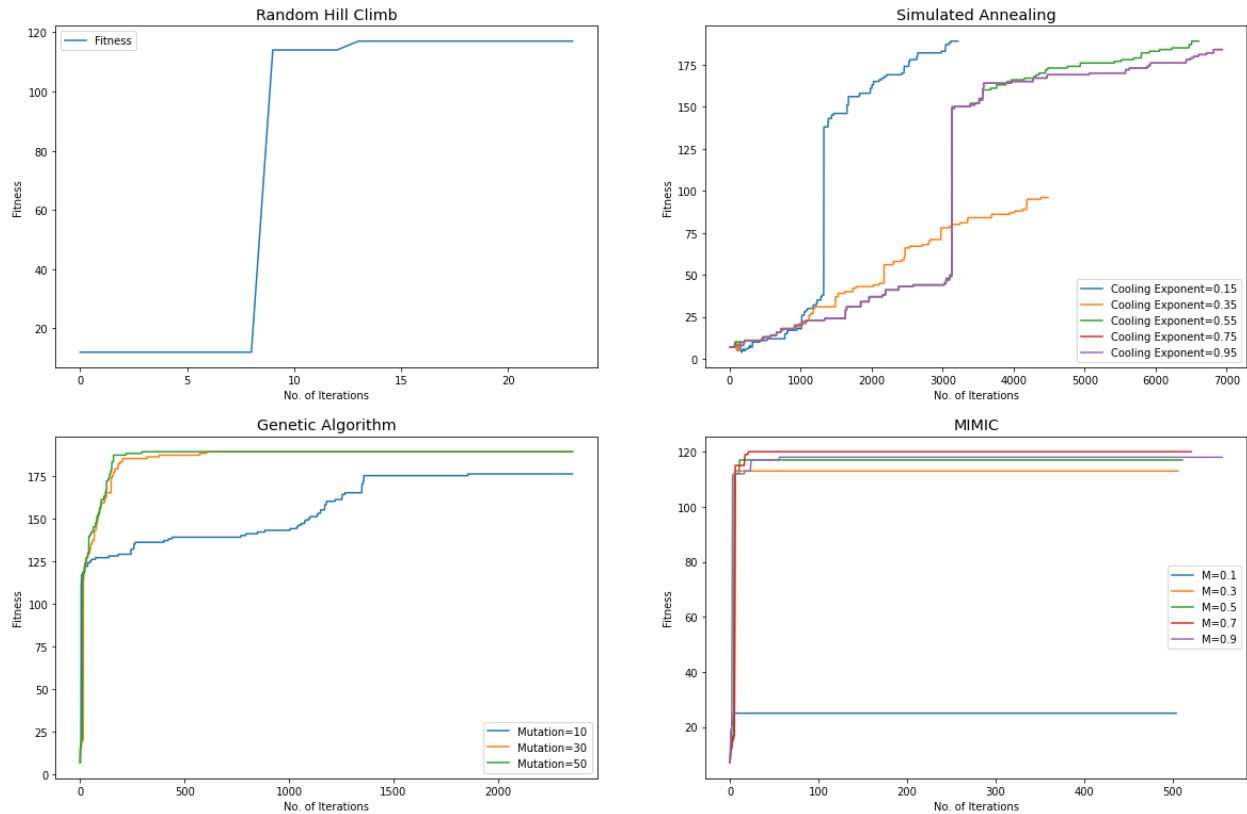 Random Hill Climb
Fitness
120
100
80
60
40
20
Fitness
0
5
10
15
20
No. of Iterations
Simulated Annealing
175
150
125
100
75
50
25
0
Fitness
Cooling Exponent=0.15
Cooling Exponent=0.35
Cooling Exponent=0.55
Cooling Exponent=0.75
Cooling Exponent=0.95
0
1000
2000
3000
4000
5000
6000
7000
No. of Iterations
Genetic Algorithm
175
150
125
100
75
50
25
0
Fitness
Mutation=10
Mutation=30
Mutation=50
0
500
1000
1500
2000
No. of Iterations
MIMIC
120
100
80
60
40
20
Fitness
M=0.1
M=0.3
M=0.5
M=0.7
M=0.9
0
100
200
300
400
500
No. of Iterations